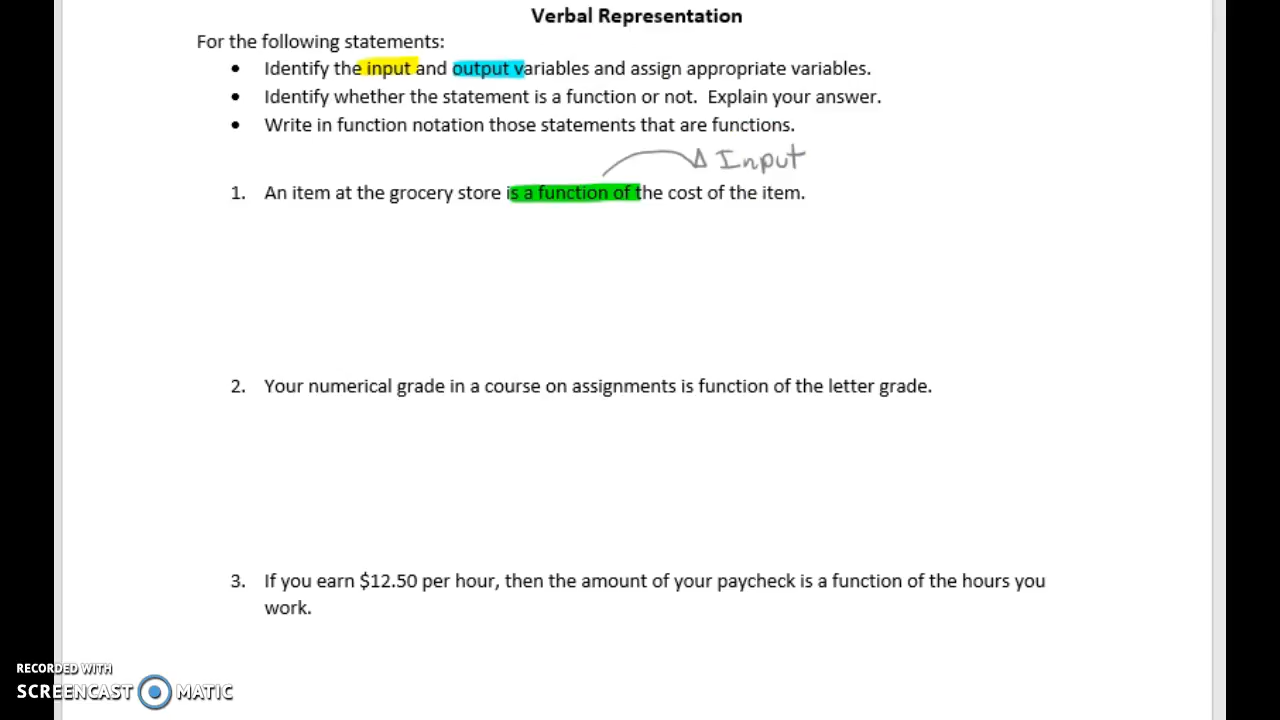 Verbal Representation
For the following statements:
• Identify the input and output variables and assign appropriate variables.
• Identify whether the statement is a function or not. Explain your answer.
• Write in function notation those statements that are functions.
Input
1. An item at the grocery store is a function of the cost of the item.
2. Your numerical grade in a course on assignments is function of the letter grade.
3. If you earn $12.50 per hour, then the amount of your paycheck is a function of the hours you
work.
RECORDED WITH
SCREENCAST MATIC